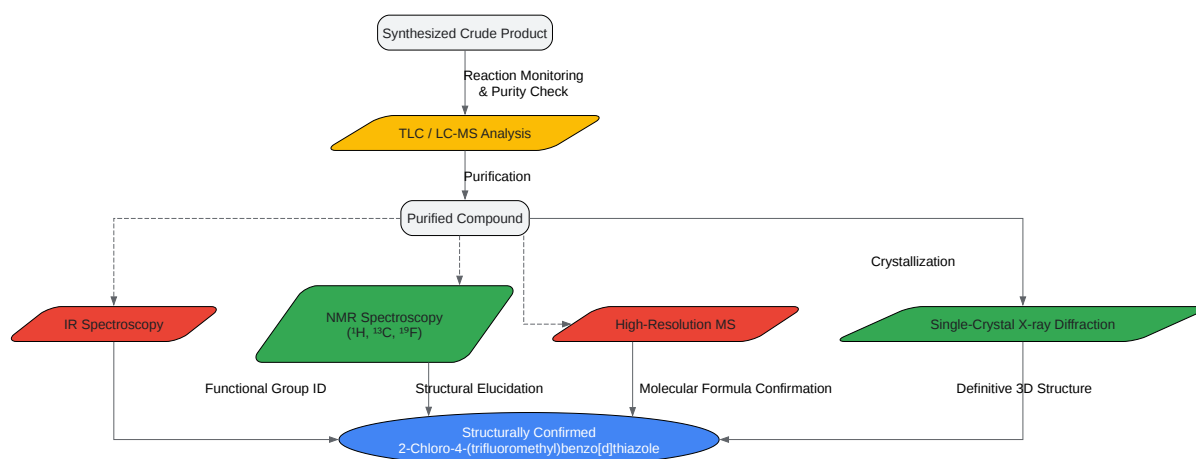 Synthesized Crude Product
Reaction Monitoring
& Purity Check
TLC / LC-MS Analysis
Purification
Purified Compound
Crystallization
IR Spectroscopy
NMR Spectroscopy
(¹H, ¹³C, ¹⁹F)
High-Resolution MS
Single-Crystal X-ray Diffraction
Functional Group ID
Structural Elucidation
Molecular Formula Confirmation
Definitive 3D Structure
Structurally Confirmed
2-Chloro-4-(trifluoromethyl)benzo[d]thiazole